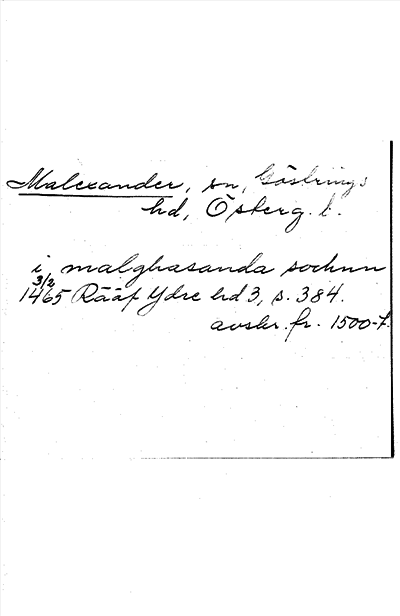 Malexander, sn, Göstrings
hd, Österg. l.
i malghasanda sochnn
3/2
1465 Rääf Ydre hd 3, s. 384.
avskr. fr. 1500-t.